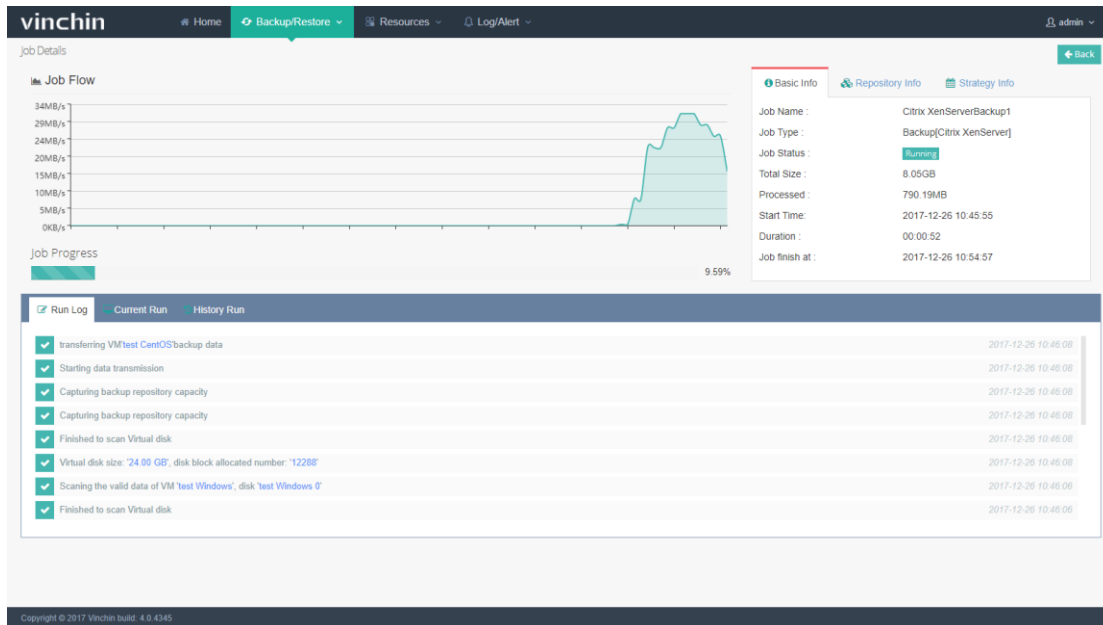 vinchin Home Backup/Restore Resources Log/Alert admin
Job Details
Back
Job Flow
34MB/s
29MB/s
24MB/s
20MB/s
15MB/s
10MB/s
5MB/s
0KB/s
Job Progress
9.59%
Basic Info Repository Info Strategy Info
Job Name : Citrix XenServerBackup1
Job Type : Backup[Citrix XenServer]
Job Status : Running
Total Size : 8.05GB
Processed : 790.19MB
Start Time: 2017-12-26 10:45:55
Duration : 00:00:52
Job finish at : 2017-12-26 10:54:57
Run Log Current Run History Run
transferring VM'test CentOS'backup data 2017-12-26 10:46:08
Starting data transmission 2017-12-26 10:46:08
Capturing backup repository capacity 2017-12-26 10:46:08
Capturing backup repository capacity 2017-12-26 10:46:08
Finished to scan Virtual disk 2017-12-26 10:46:08
Virtual disk size: '24.00 GB', disk block allocated number: '12288' 2017-12-26 10:46:08
Scaning the valid data of VM 'test Windows', disk 'test Windows 0' 2017-12-26 10:46:06
Finished to scan Virtual disk 2017-12-26 10:46:06
Copyright © 2017 Vinchin build: 4.0.4345